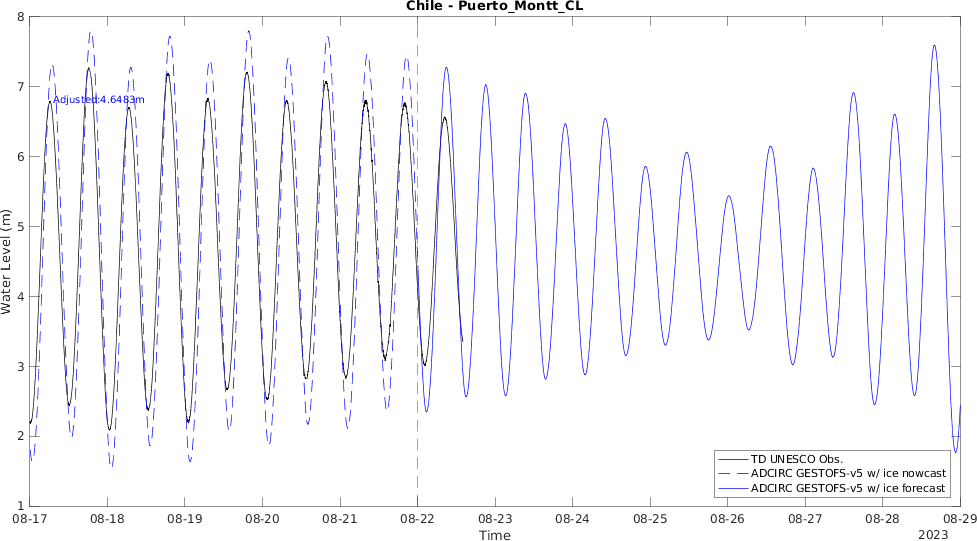 Chile - Puerto_Montt_CL
8
7
6
5
4
3
2
1
Water Level (m)
Adjusted:4.6483m
TD UNESCO Obs.
ADCIRC GESTOFS-v5 w/ ice nowcast
ADCIRC GESTOFS-v5 w/ ice forecast
08-17 08-18 08-19 08-20 08-21 08-22 08-23 08-24 08-25 08-26 08-27 08-28 08-29
Time
2023